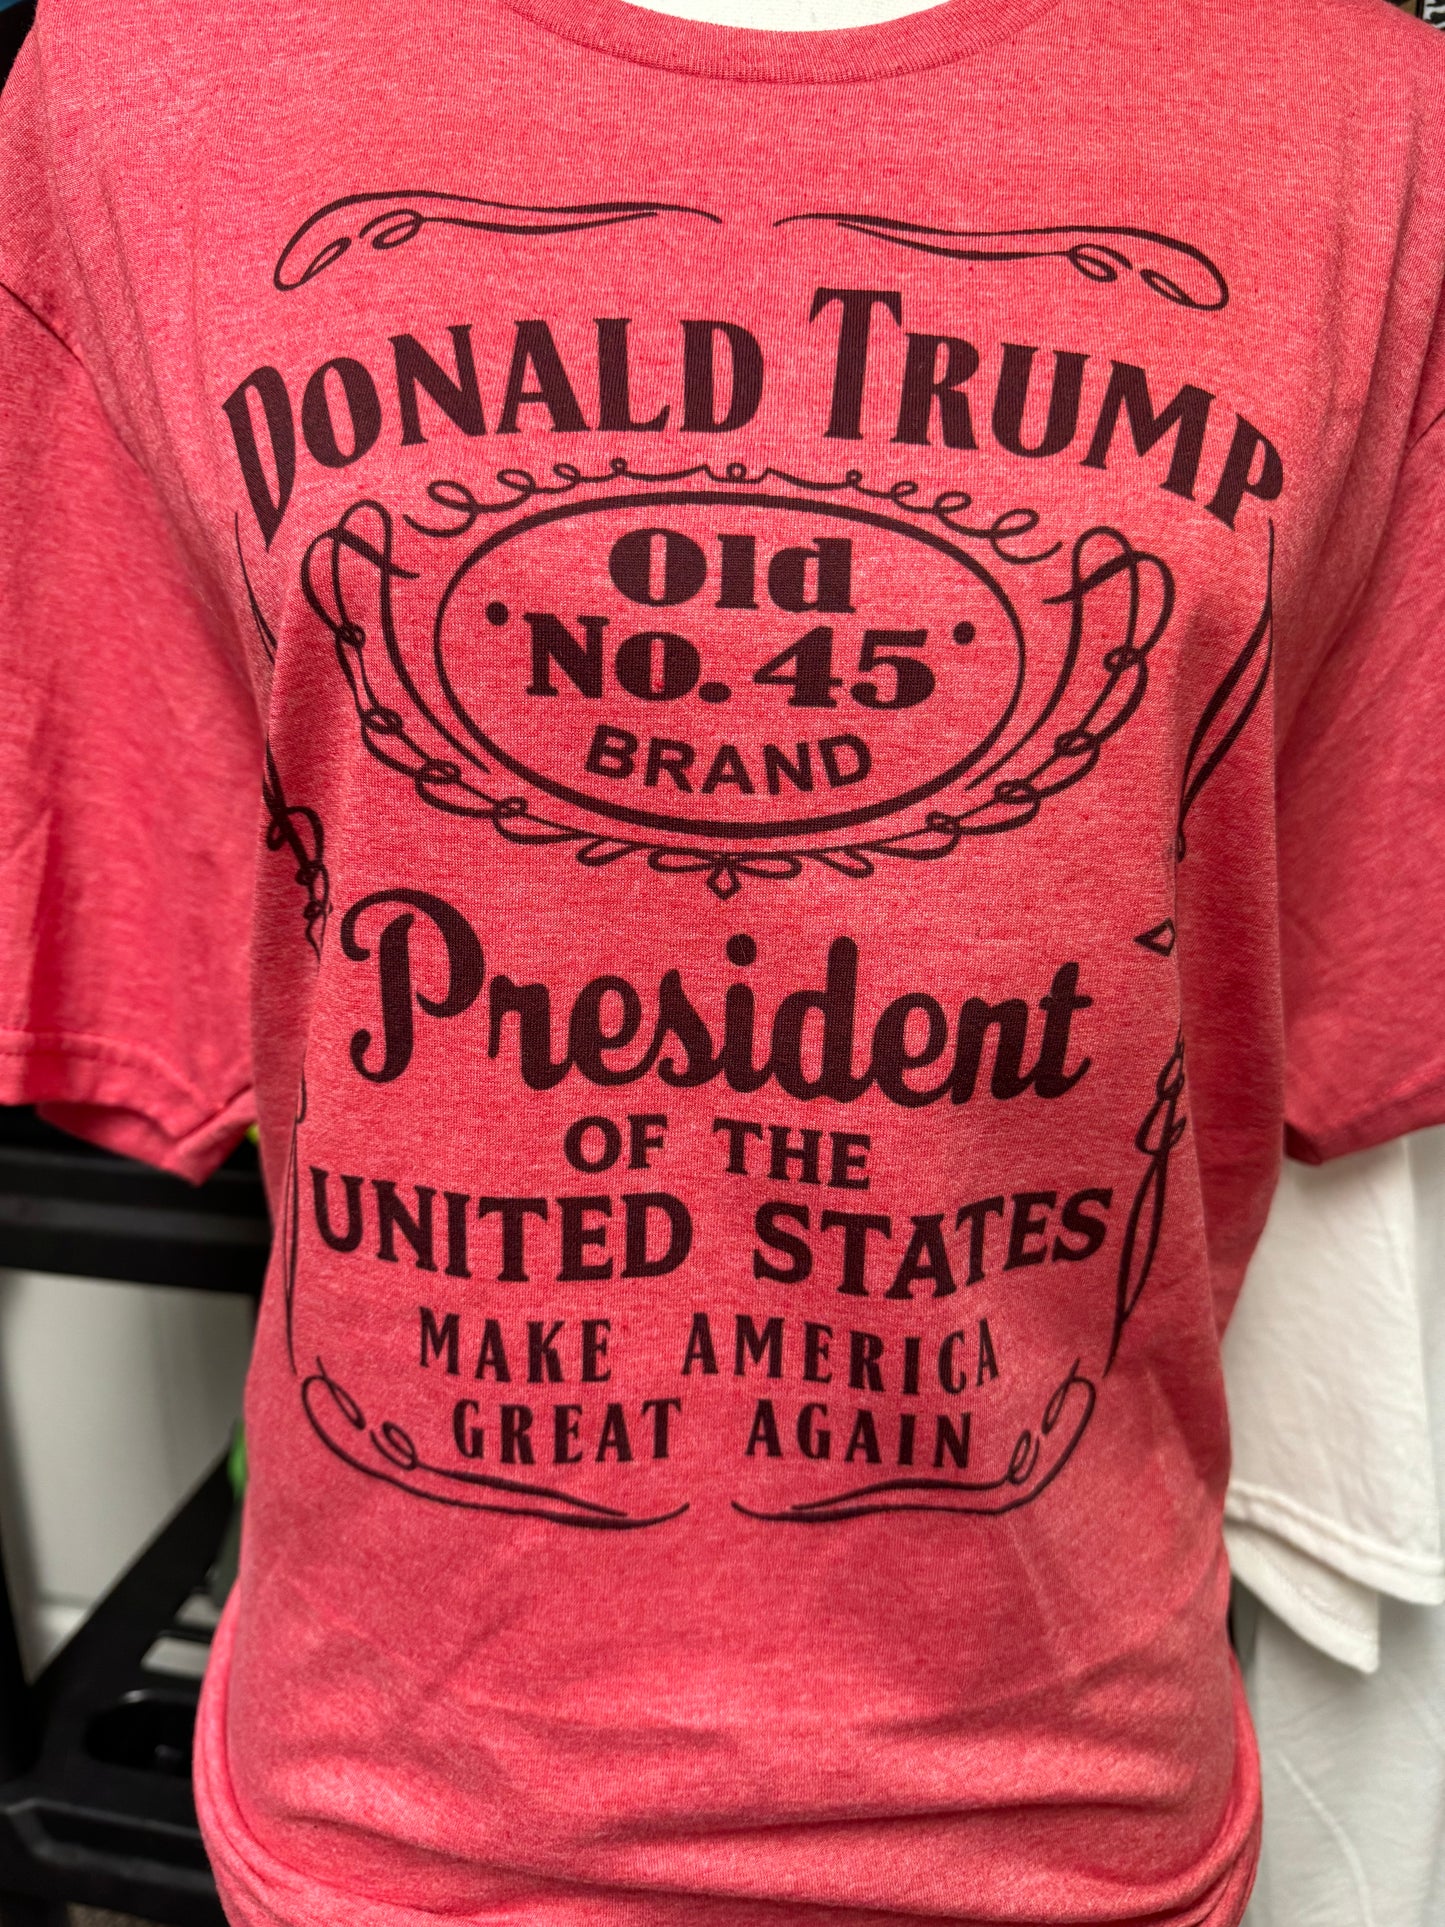 DONALD TRUMP
Old
• No. 45 •
BRAND
President
OF THE
UNITED STATES
MAKE AMERICA
GREAT AGAIN